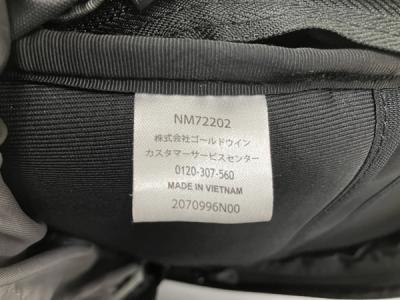 NM72202
株式会社ゴールドウイン
カスタマーサービスセンター
0120-307-560
MADE IN VIETNAM
2070996N00